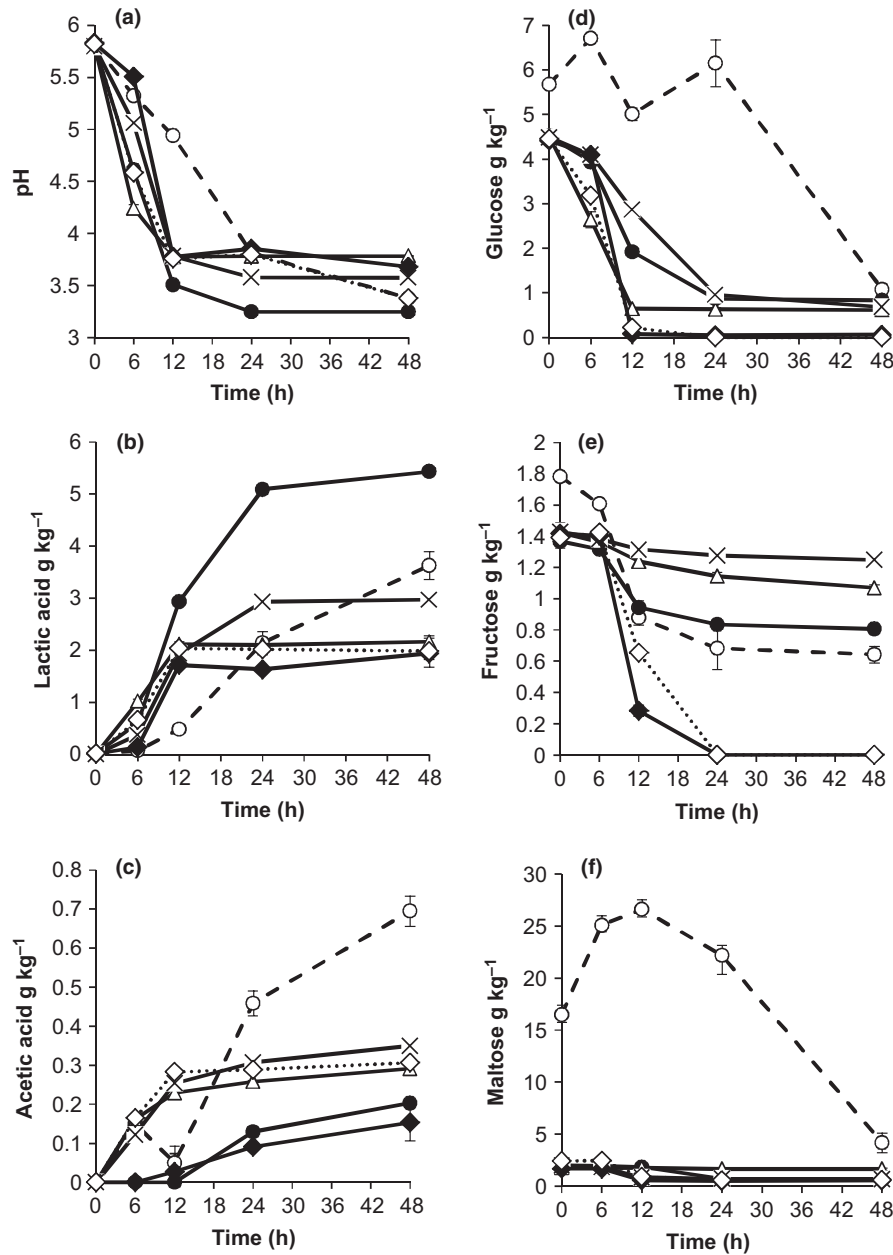 (a)
6
5.5
5
4.5
4
3.5
3
pH
0 6 12 18 24 30 36 42 48
Time (h)
(d)
7
6
5
4
3
2
1
0
Glucose g kg⁻¹
0 6 12 18 24 30 36 42 48
Time (h)
(b)
6
5
4
3
2
1
0
Lactic acid g kg⁻¹
0 6 12 18 24 30 36 42 48
Time (h)
(e)
2
1.8
1.6
1.4
1.2
1
0.8
0.6
0.4
0.2
0
Fructose g kg⁻¹
0 6 12 18 24 30 36 42 48
Time (h)
(c)
0.8
0.7
0.6
0.5
0.4
0.3
0.2
0.1
0
Acetic acid g kg⁻¹
0 6 12 18 24 30 36 42 48
Time (h)
(f)
30
25
20
15
10
5
0
Maltose g kg⁻¹
0 6 12 18 24 30 36 42 48
Time (h)